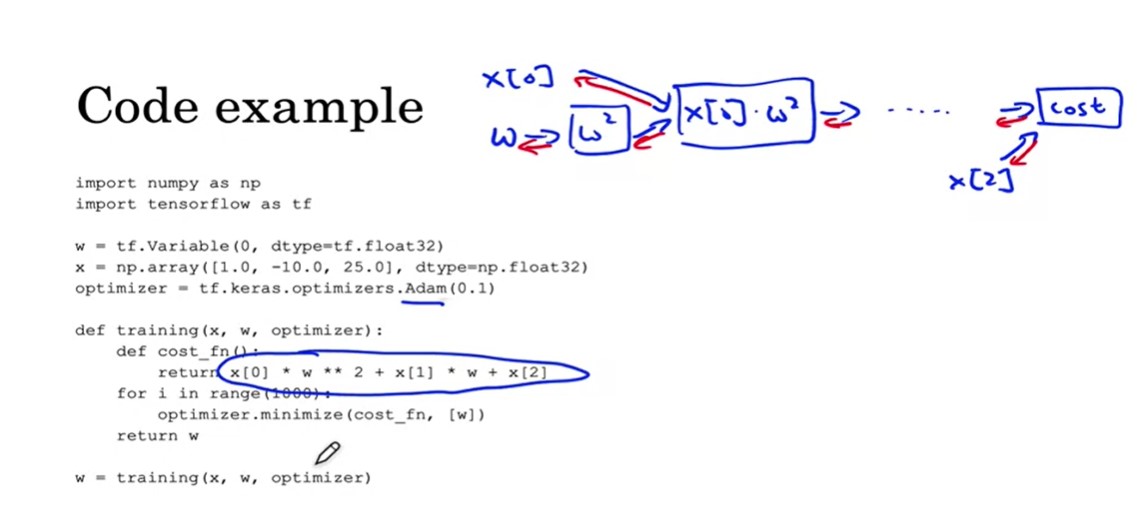 Code example
x[0]
w
w²
x[0]·w²
.....
cost
x[2]
import numpy as np
import tensorflow as tf
w = tf.Variable(0, dtype=tf.float32)
x = np.array([1.0, -10.0, 25.0], dtype=np.float32)
optimizer = tf.keras.optimizers.Adam(0.1)
def training(x, w, optimizer):
    def cost_fn():
        return x[0] * w ** 2 + x[1] * w + x[2]
    for i in range(1000):
        optimizer.minimize(cost_fn, [w])
    return w
w = training(x, w, optimizer)